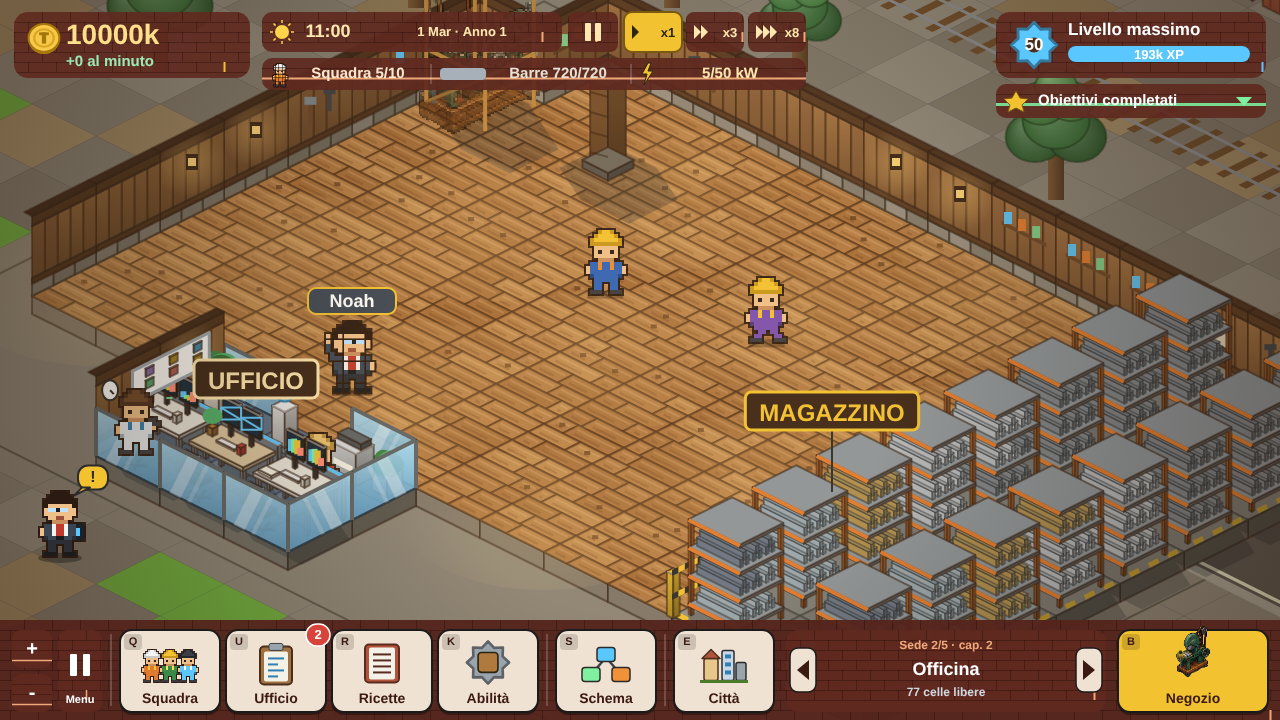 10000k
+0 al minuto
11:00
1 Mar · Anno 1
x1
x3
x8
Squadra 5/10
Barre 720/720
5/50 kW
50
Livello massimo
193k XP
Obiettivi completati
Noah
UFFICIO
MAGAZZINO
!
+
-
Menu
Q
Squadra
U
2
Ufficio
R
Ricette
K
Abilità
S
Schema
E
Città
Sede 2/5 · cap. 2
Officina
77 celle libere
B
Negozio